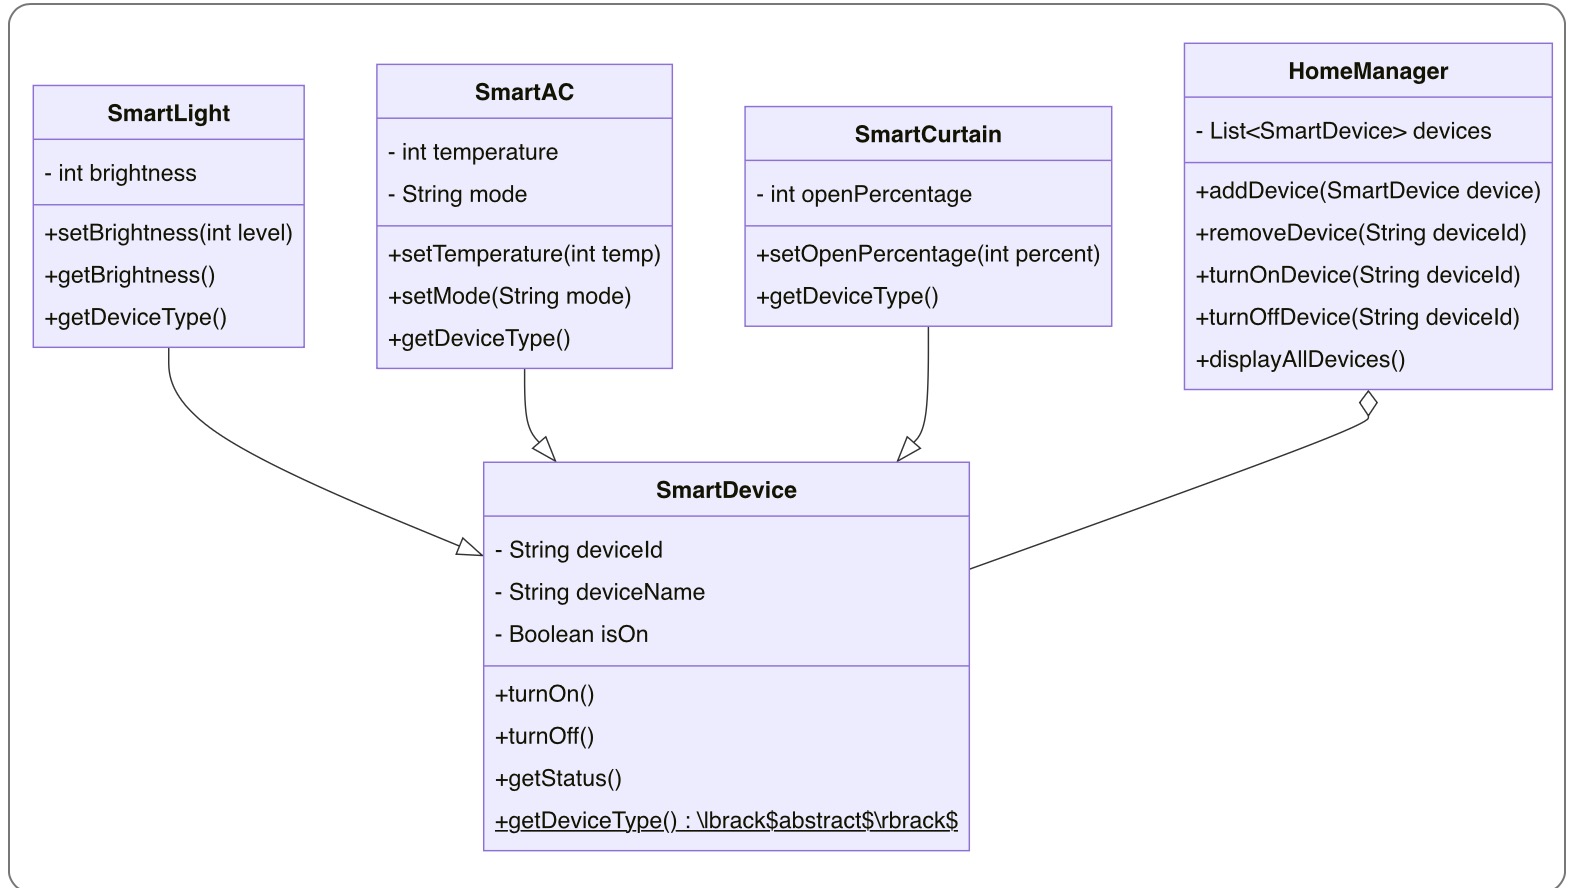 SmartLight
- int brightness
+setBrightness(int level)
+getBrightness()
+getDeviceType()
SmartAC
- int temperature
- String mode
+setTemperature(int temp)
+setMode(String mode)
+getDeviceType()
SmartCurtain
- int openPercentage
+setOpenPercentage(int percent)
+getDeviceType()
HomeManager
- List<SmartDevice> devices
+addDevice(SmartDevice device)
+removeDevice(String deviceId)
+turnOnDevice(String deviceId)
+turnOffDevice(String deviceId)
+displayAllDevices()
SmartDevice
- String deviceId
- String deviceName
- Boolean isOn
+turnOn()
+turnOff()
+getStatus()
+getDeviceType() : \lbrack$abstract$\rbrack$